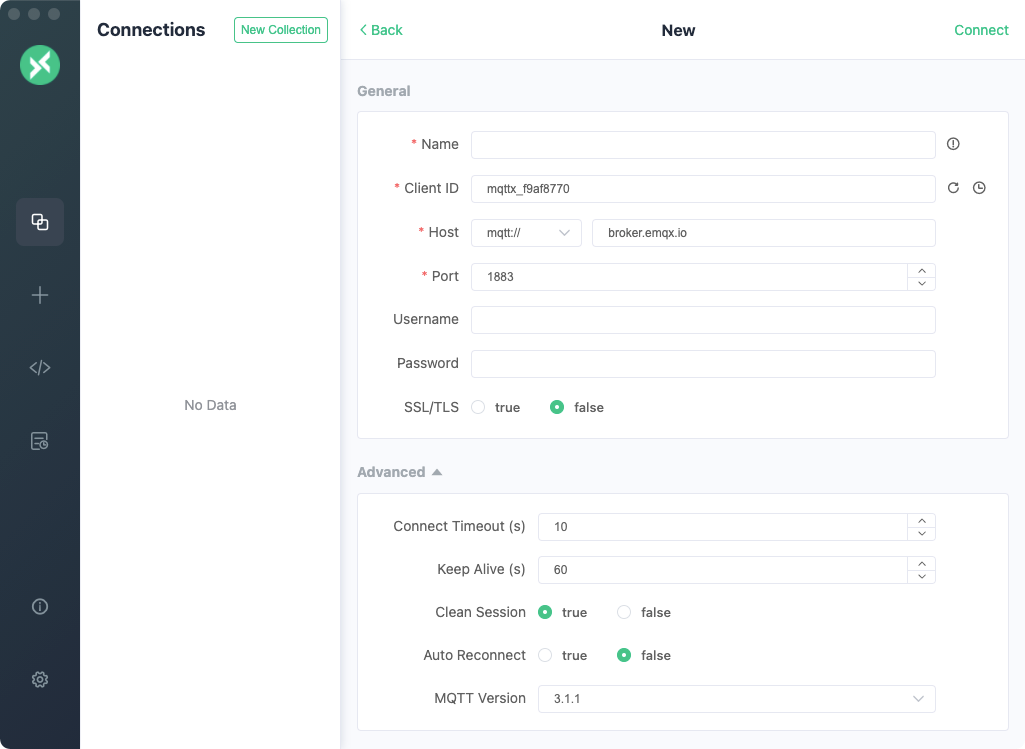 Connections
New Collection
No Data
Back
New
Connect
General
* Name
* Client ID
mqttx_f9af8770
* Host
mqtt://
broker.emqx.io
* Port
1883
Username
Password
SSL/TLS
true
false
Advanced
Connect Timeout (s)
10
Keep Alive (s)
60
Clean Session
true
false
Auto Reconnect
true
false
MQTT Version
3.1.1